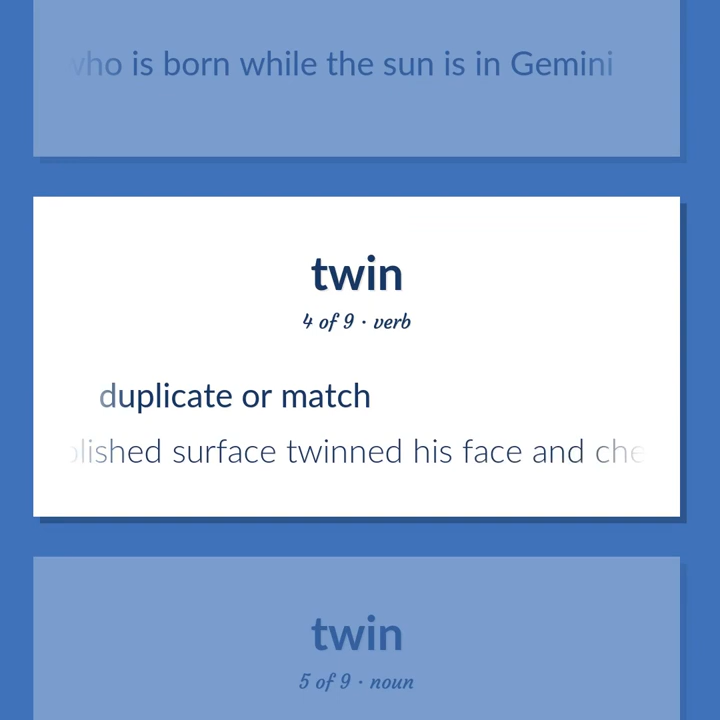 who is born while the sun is in Gemini
twin
4 of 9 · verb
duplicate or match
surface twinned his face and
twin
5 of 9 · noun